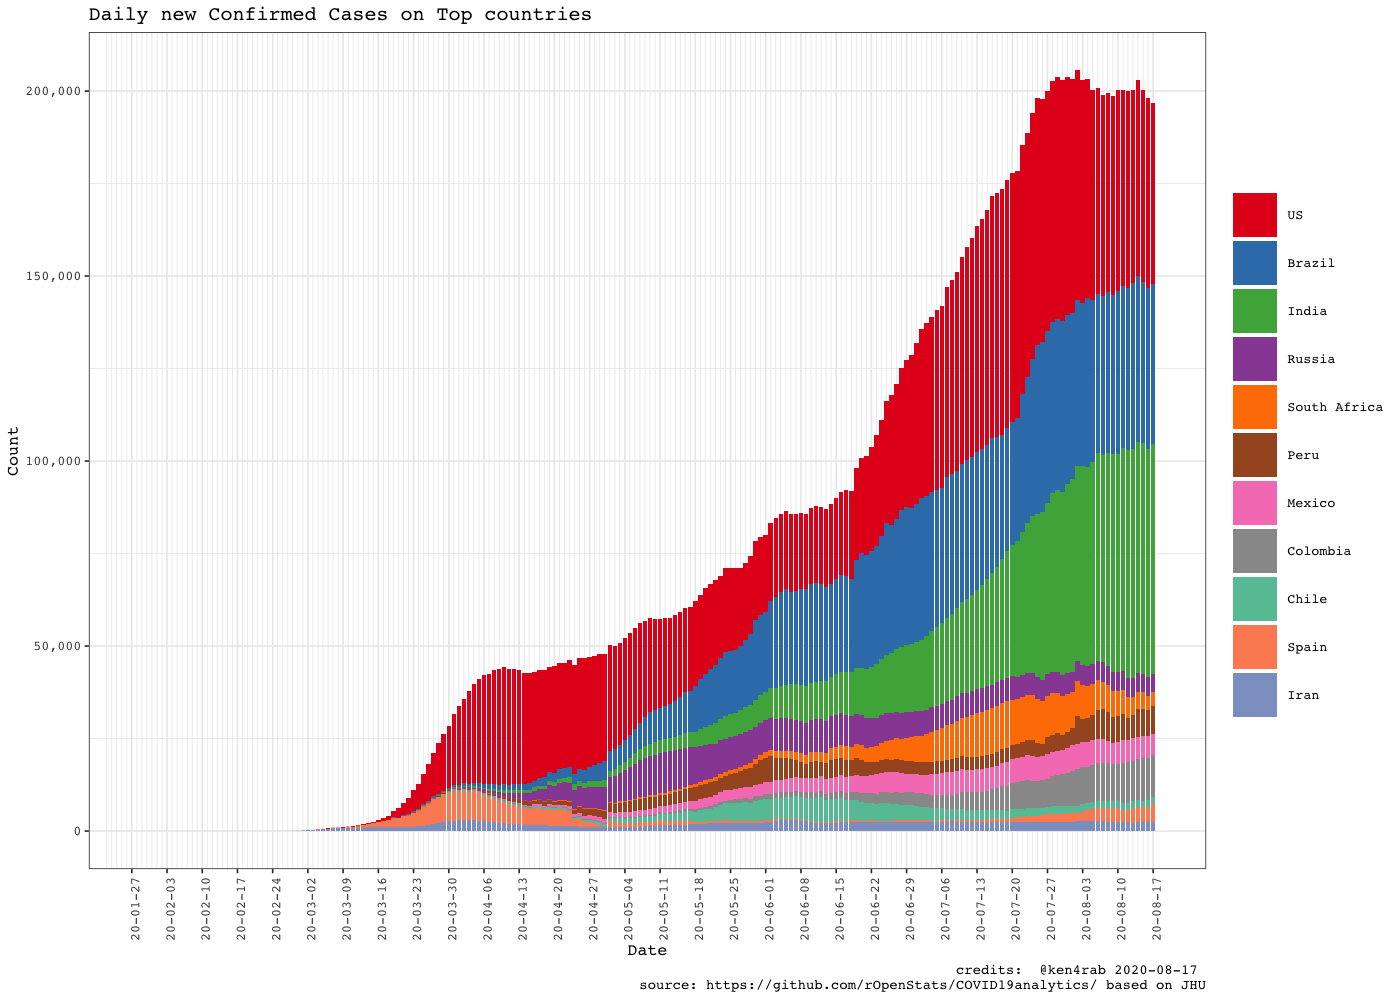 Daily new Confirmed Cases on Top countries
Count
200,000
150,000
100,000
50,000
0
20-01-27
20-02-03
20-02-10
20-02-17
20-02-24
20-03-02
20-03-09
20-03-16
20-03-23
20-03-30
20-04-06
20-04-13
20-04-20
20-04-27
20-05-04
20-05-11
20-05-18
20-05-25
20-06-01
20-06-08
20-06-15
20-06-22
20-06-29
20-07-06
20-07-13
20-07-20
20-07-27
20-08-03
20-08-10
20-08-17
Date
US
Brazil
India
Russia
South Africa
Peru
Mexico
Colombia
Chile
Spain
Iran
credits: @ken4rab 2020-08-17
source: https://github.com/rOpenStats/COVID19analytics/ based on JHU